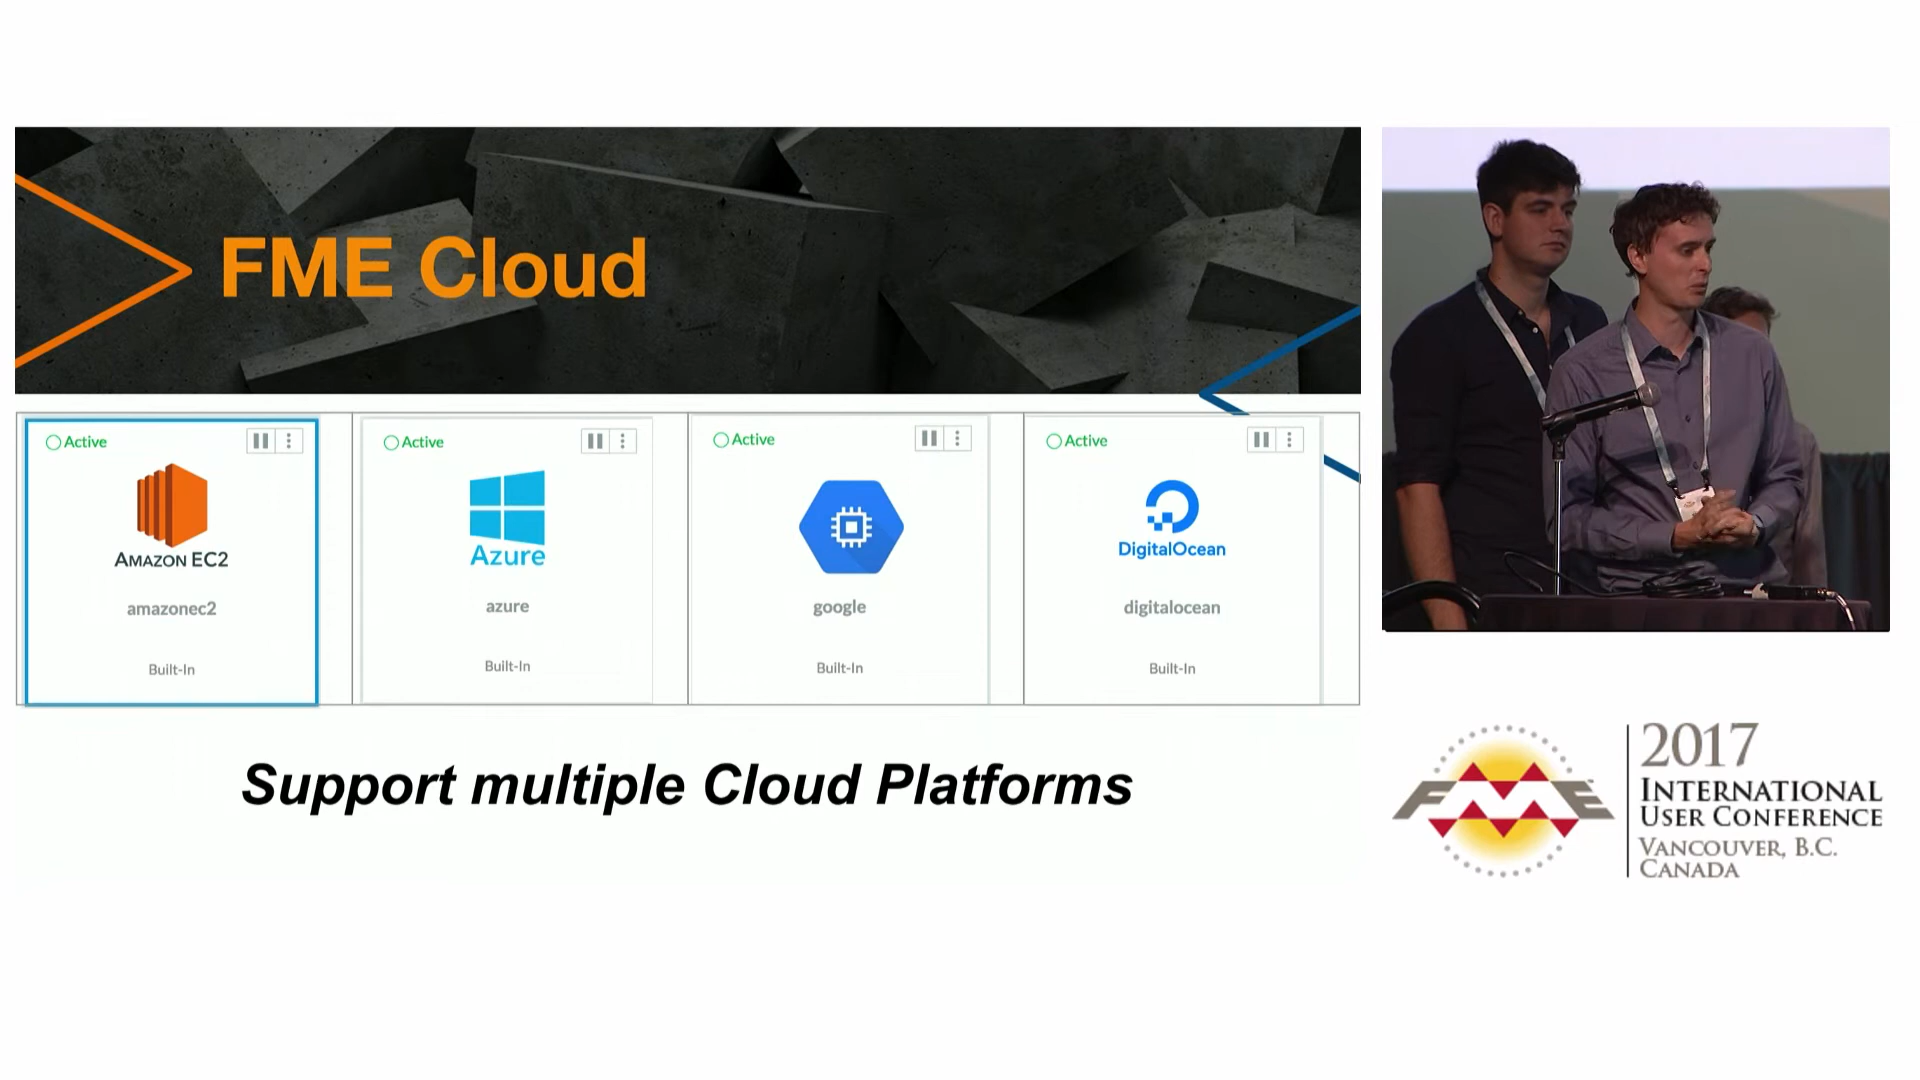 FME Cloud
Active
AMAZON EC2
amazonec2
Built-In
Active
Azure
azure
Built-In
Active
google
Built-In
Active
DigitalOcean
digitalocean
Built-In
Support multiple Cloud Platforms
FME
2017
INTERNATIONAL
USER CONFERENCE
VANCOUVER, B.C.
CANADA